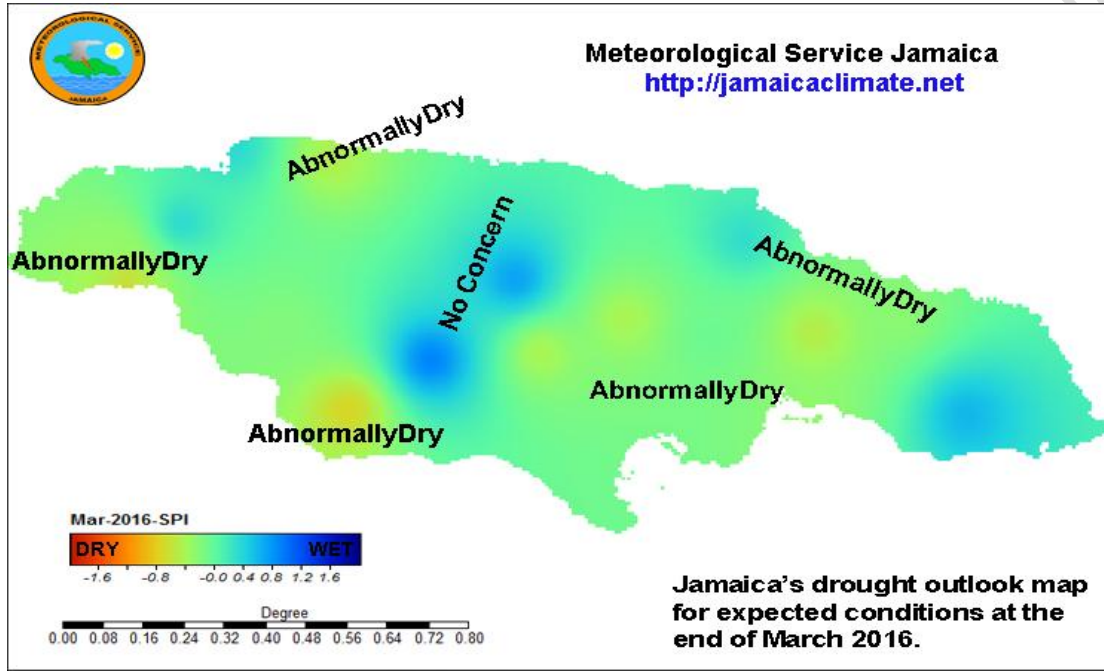 METEOROLOGICAL SERVICE
JAMAICA
Meteorological Service Jamaica
http://jamaicaclimate.net
AbnormallyDry
No Concern
AbnormallyDry
AbnormallyDry
AbnormallyDry
AbnormallyDry
Mar-2016-SPI
DRY WET
-1.6 -0.8 -0.0 0.4 0.8 1.2 1.6
Degree
0.00 0.08 0.16 0.24 0.32 0.40 0.48 0.56 0.64 0.72 0.80
Jamaica's drought outlook map
for expected conditions at the
end of March 2016.